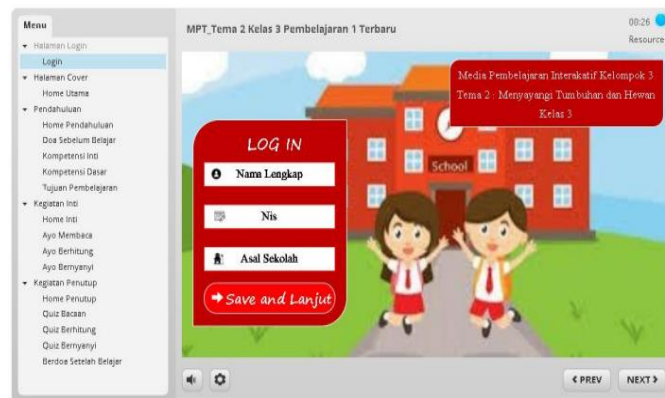 Menu
Halaman Login
Login
Halaman Cover
Home Utama
Pendahuluan
Home Pendahuluan
Doa Sebelum Belajar
Kompetensi Inti
Kompetensi Dasar
Tujuan Pembelajaran
Kegiatan Inti
Home Inti
Ayo Membaca
Ayo Berhitung
Ayo Bernyanyi
Kegiatan Penutup
Home Penutup
Quiz Bacaan
Quiz Berhitung
Quiz Bernyanyi
Berdoa Setelah Belajar
MPT_Tema 2 Kelas 3 Pembelajaran 1 Terbaru
00:26
Resource
Media Pembelajaran Interakatif Kelompok 3
Tema 2 : Menyayangi Tumbuhan dan Hewan
Kelas 3
School
LOG IN
Nama Lengkap
Nis
Asal Sekolah
Save and Lanjut
PREV
NEXT